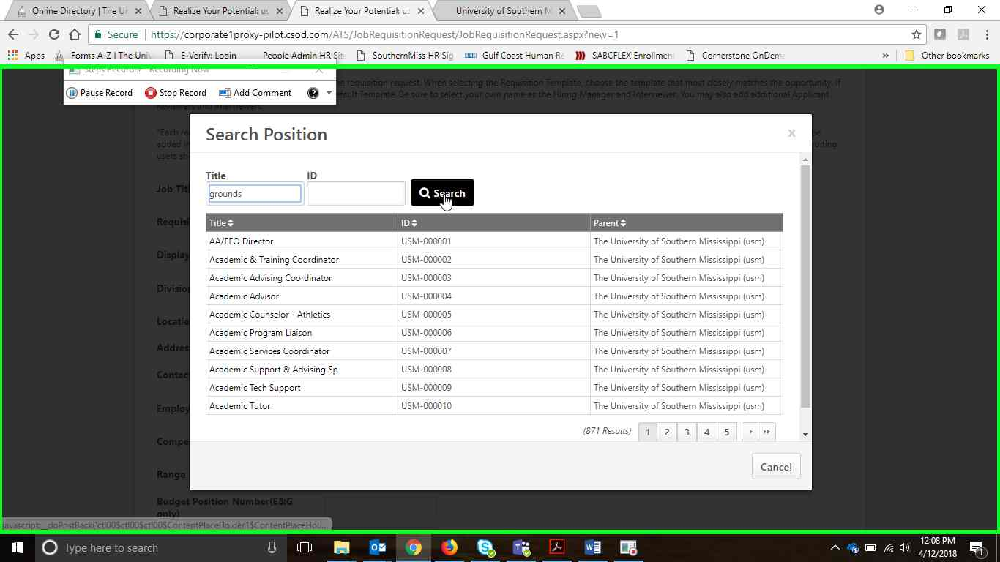 Online Directory | The Ur
Realize Your Potential: us
Realize Your Potential: us
University of Southern M
Secure
https://corporate1proxy-pilot.csod.com/ATS/JobRequisitionRequest/JobRequisitionRequest.aspx?new=1
Apps
Forms A-Z | The Univ
E-Verify: Login
People Admin HR Sit
SouthernMiss HR Sig
Gulf Coast Human Re
SABCFLEX Enrollmen
Cornerstone OnDema
»
Other bookmarks
Steps Recorder - Recording Now
Pause Record
Stop Record
Add Comment
e requisition request. When selecting the Requisition Template, choose the template that most closely matches the opportunity. If
efault Template. Be sure to select your own name as the Hiring Manager and Interviewer. You may also add additional Applicant
Reviewers and Interviewers.
*Each re
be
added i
users sh
Search Position
x
Title
ID
grounds
Search
Title
ID
Parent
AA/EEO Director
USM-000001
The University of Southern Mississippi (usm)
Academic & Training Coordinator
USM-000002
The University of Southern Mississippi (usm)
Academic Advising Coordinator
USM-000003
The University of Southern Mississippi (usm)
Academic Advisor
USM-000004
The University of Southern Mississippi (usm)
Academic Counselor - Athletics
USM-000005
The University of Southern Mississippi (usm)
Academic Program Liaison
USM-000006
The University of Southern Mississippi (usm)
Academic Services Coordinator
USM-000007
The University of Southern Mississippi (usm)
Academic Support & Advising Sp
USM-000008
The University of Southern Mississippi (usm)
Academic Tech Support
USM-000009
The University of Southern Mississippi (usm)
Academic Tutor
USM-000010
The University of Southern Mississippi (usm)
(871 Results)
1
2
3
4
5
Cancel
Job Titl
Requisi
Display
Division
Locatio
Addres
Contac
Employ
Compe
Range
Budget Position Number(E&G
only)
javascript:__doPostBack('ctl00$ctl00$ctl00$ContentPlaceHolder1$ContentPlaceHol...
Type here to search
12:08 PM
4/12/2018
1